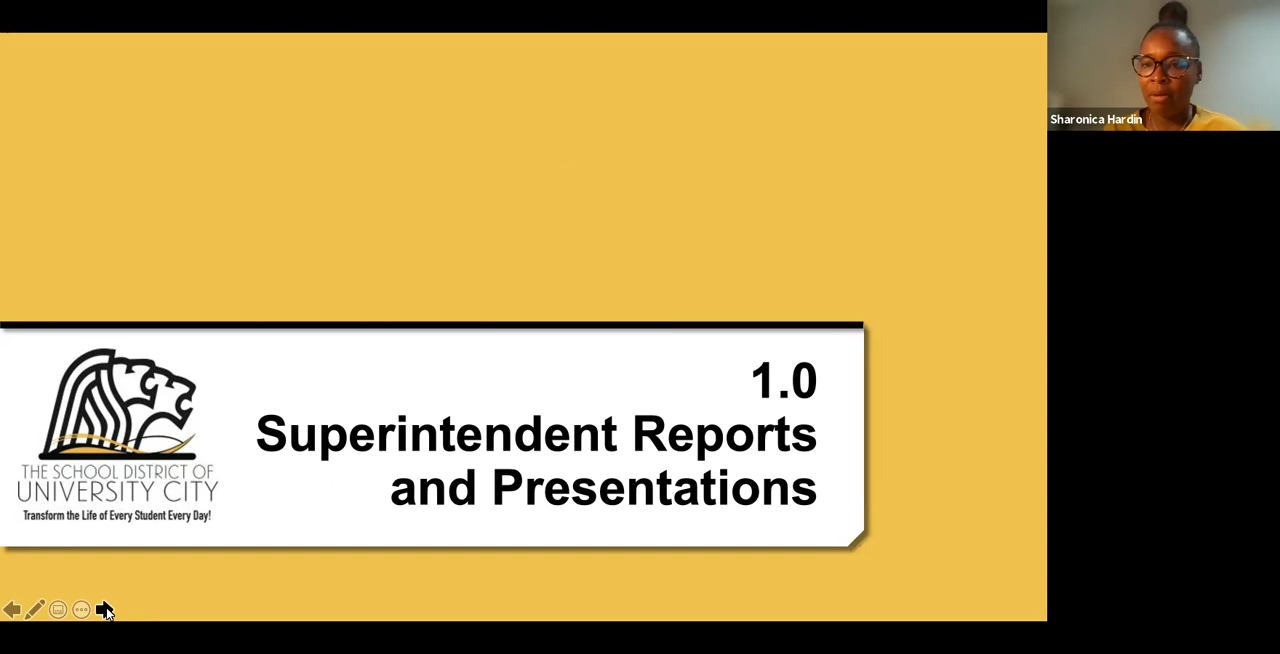 Sharonica Hardin
1.0
Superintendent Reports
and Presentations
THE SCHOOL DISTRICT OF
UNIVERSITY CITY
Transform the Life of Every Student Every Day!